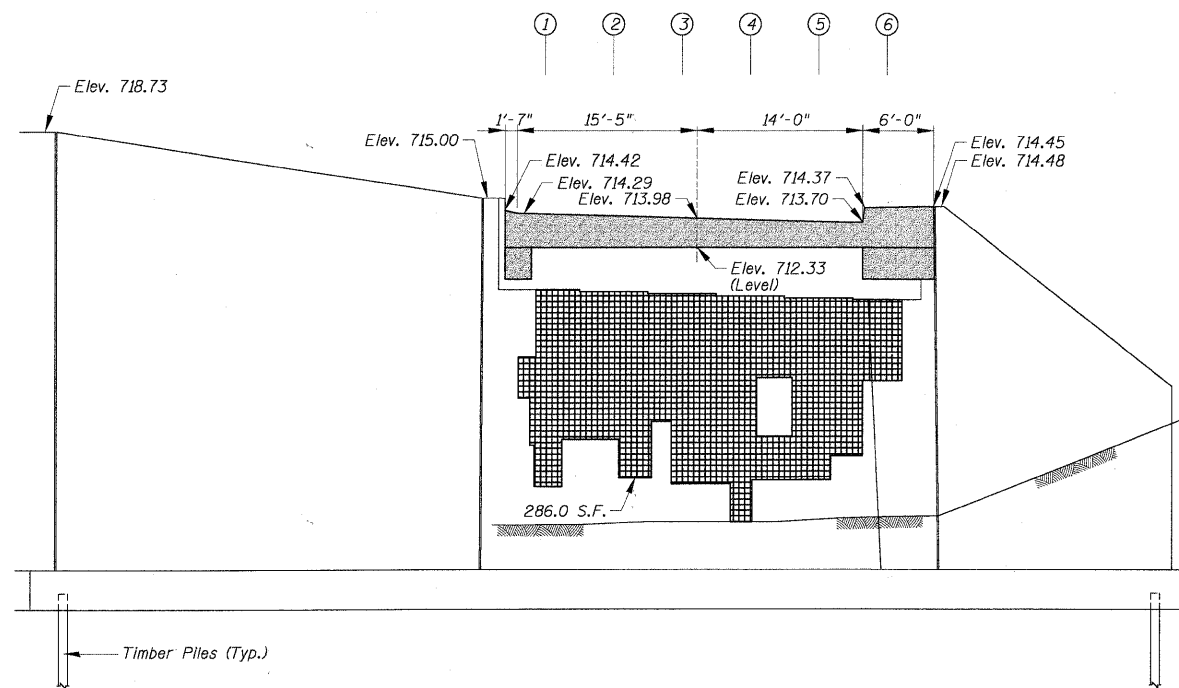 1 2 3 4 5 6
Elev. 718.73
1'-7" 15'-5" 14'-0" 6'-0"
Elev. 715.00
Elev. 714.42
Elev. 714.29
Elev. 713.98
Elev. 714.37
Elev. 713.70
Elev. 714.45
Elev. 714.48
Elev. 712.33
(Level)
286.0 S.F.
Timber Piles (Typ.)